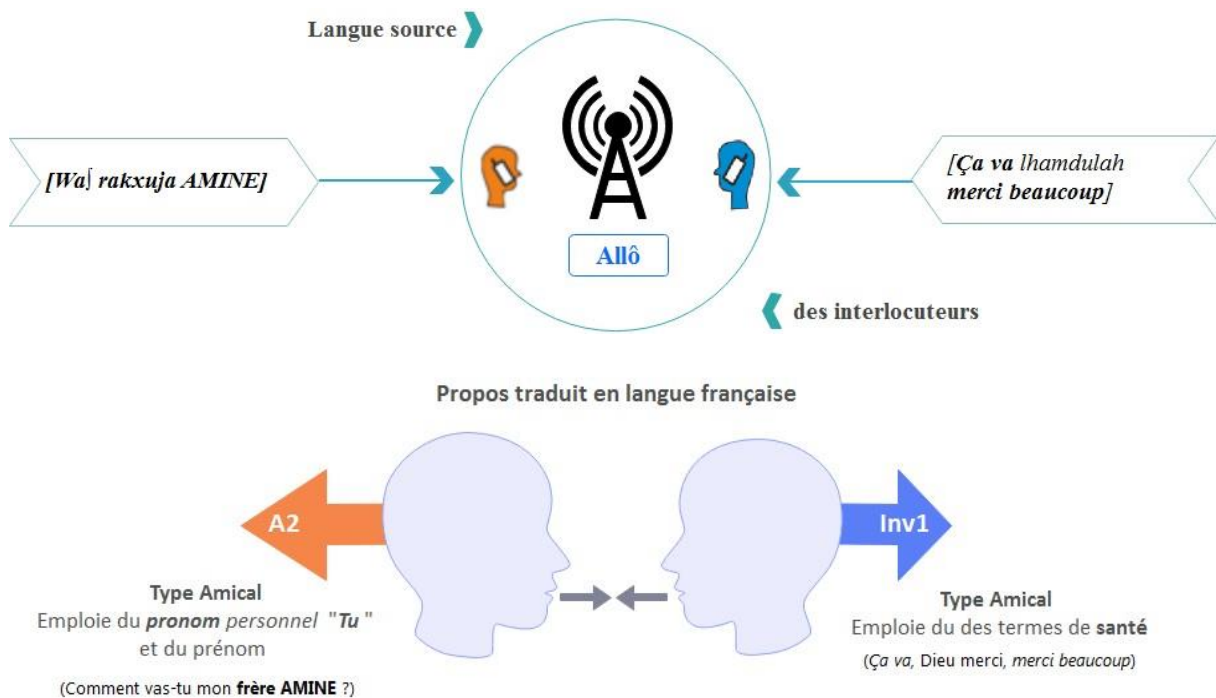 Langue source
[Wa∫ rakxuja AMINE]
[Ça va lhamdulah
merci beaucoup]
Allô
des interlocuteurs
Propos traduit en langue française
A2
Inv1
Type Amical
Emploie du pronom personnel "Tu "
et du prénom
(Comment vas-tu mon frère AMINE ?)
Type Amical
Emploie du des termes de santé
(Ça va, Dieu merci, merci beaucoup)